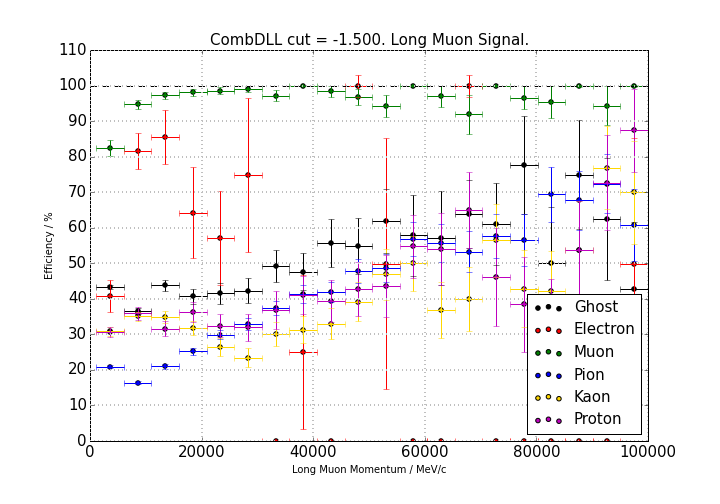 CombDLL cut = -1.500. Long Muon Signal.
110
100
90
80
70
60
50
40
30
20
10
0
Efficiency / %
Ghost
Electron
Muon
Pion
Kaon
Proton
0 20000 40000 60000 80000 100000
Long Muon Momentum / MeV/c